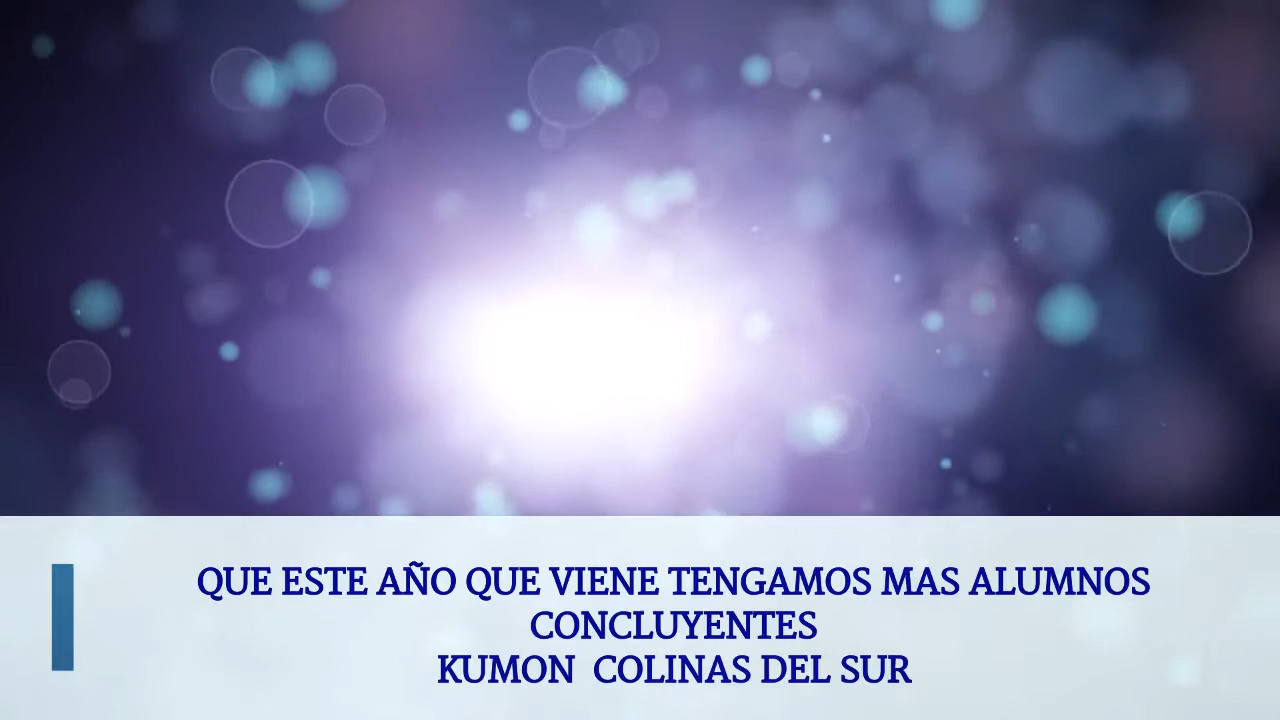 QUE ESTE AÑO QUE VIENE TENGAMOS MAS ALUMNOS
CONCLUYENTES
KUMON  COLINAS DEL SUR